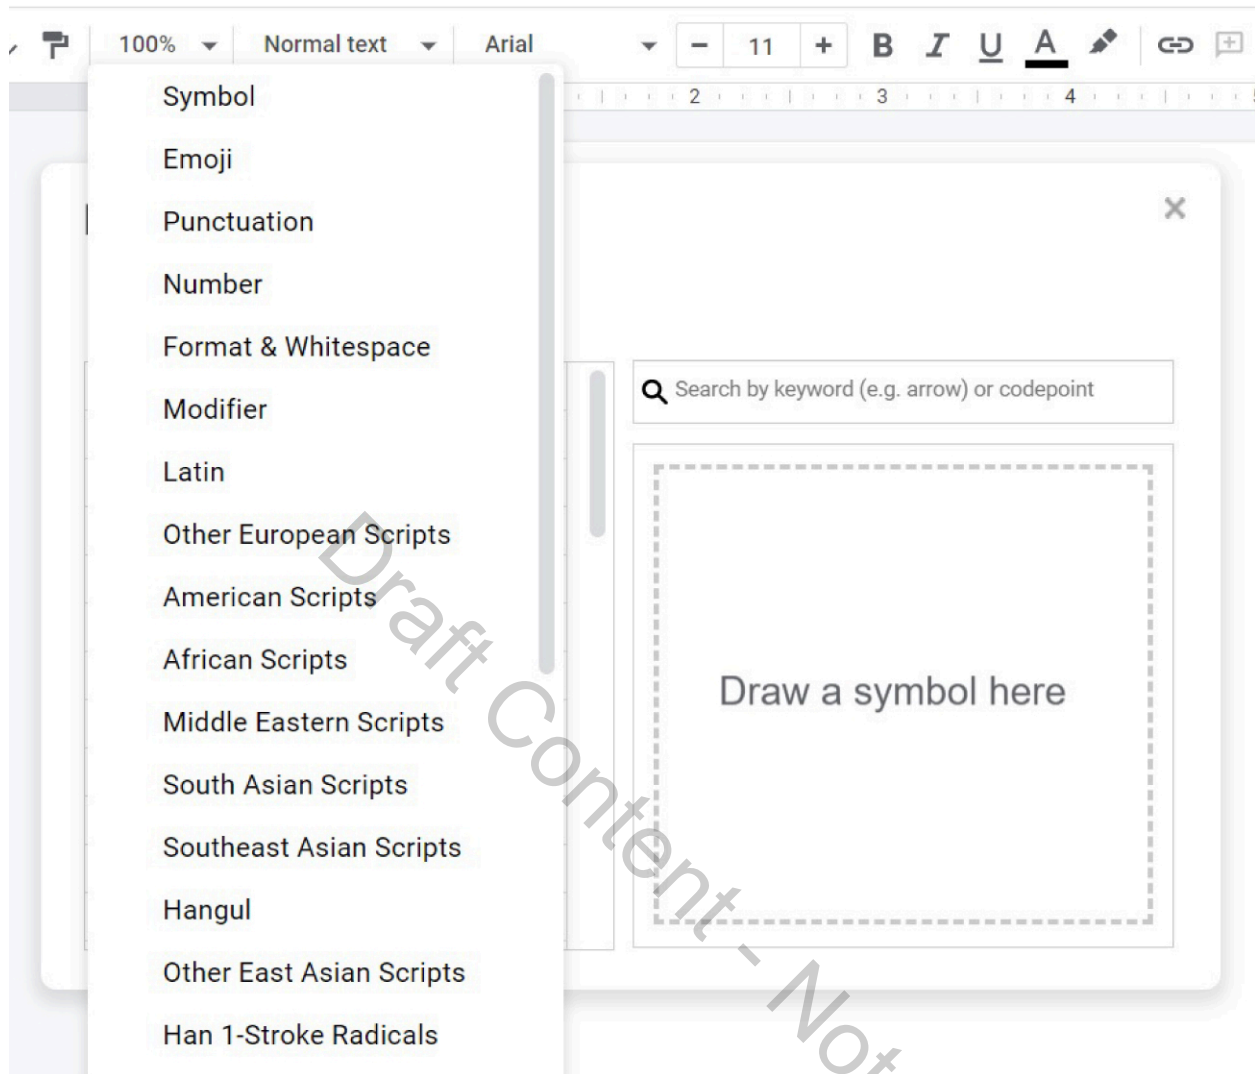 100% Normal text Arial - 11 + B I U A
2 3 4
Symbol
Emoji
Punctuation
Number
Format & Whitespace
Modifier
Latin
Other European Scripts
American Scripts
African Scripts
Middle Eastern Scripts
South Asian Scripts
Southeast Asian Scripts
Hangul
Other East Asian Scripts
Han 1-Stroke Radicals
Search by keyword (e.g. arrow) or codepoint
Draw a symbol here
Draft Content - Not